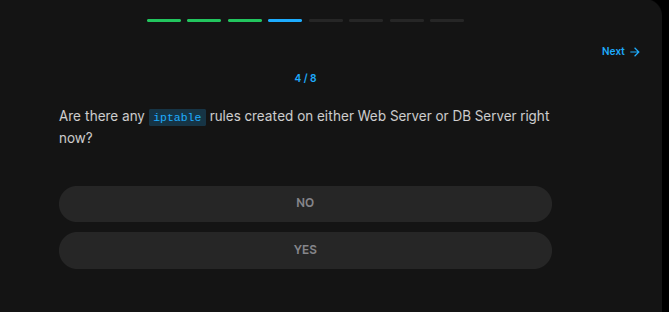 Next →
4 / 8
Are there any iptable rules created on either Web Server or DB Server right
now?
NO
YES